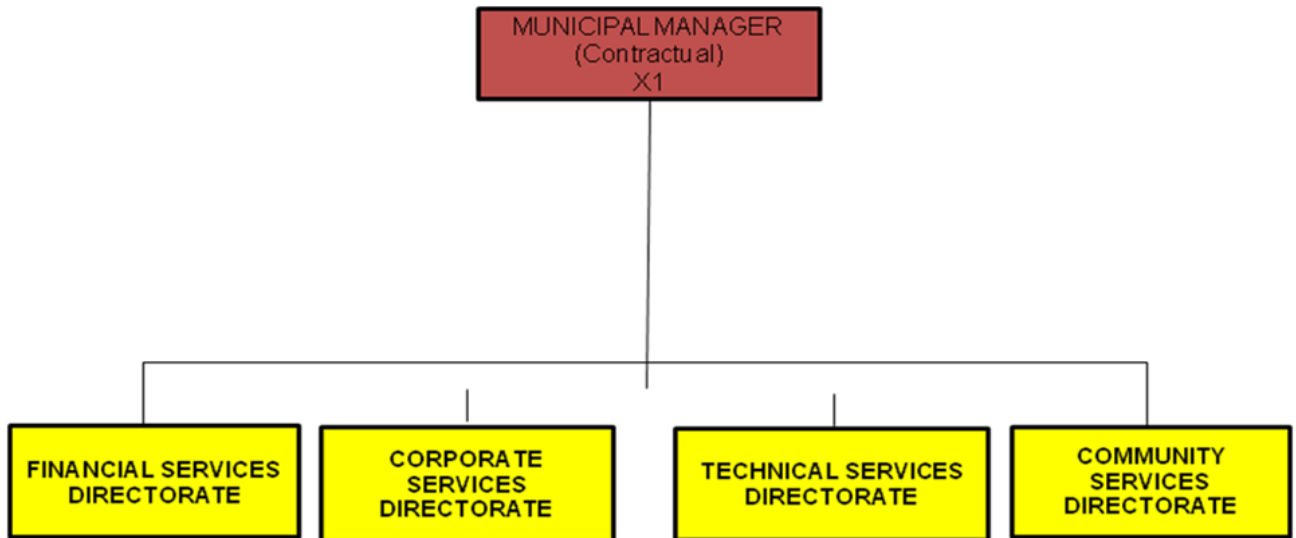 MUNICIPAL MANAGER
(Contractual)
X1
FINANCIAL SERVICES
DIRECTORATE
CORPORATE
SERVICES
DIRECTORATE
TECHNICAL SERVICES
DIRECTORATE
COMMUNITY
SERVICES
DIRECTORATE